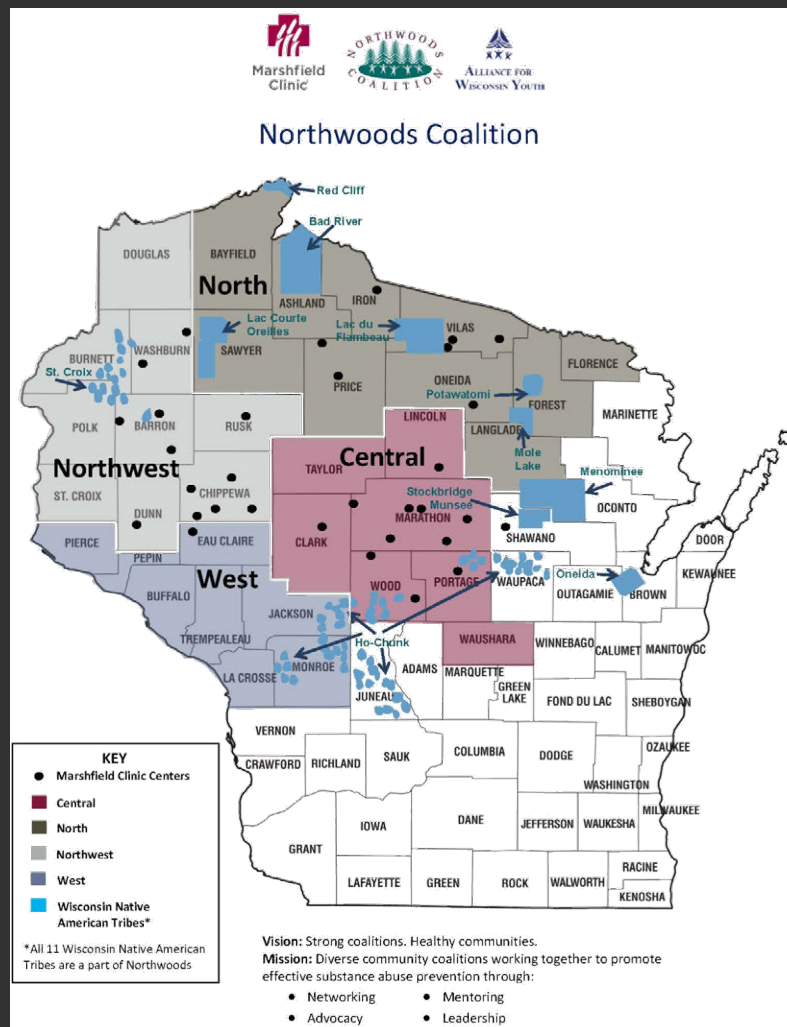 Marshfield
Clinic
NORTHWOODS
COALITION
ALLIANCE FOR
WISCONSIN YOUTH
Northwoods Coalition
Red Cliff
Bad River
DOUGLAS
BAYFIELD
North
ASHLAND
IRON
Lac Courte
Oreilles
SAWYER
Lac du
Flambeau
VILAS
BURNETT
WASHBURN
St. Croix
PRICE
ONEIDA
FLORENCE
Potawatomi
FOREST
MARINETTE
POLK
BARRON
RUSK
LINCOLN
LANGLADE
Northwest
Central
TAYLOR
Mole
Lake
Menominee
ST. CROIX
CHIPPEWA
Stockbridge
Munsee
OCONTO
DUNN
CLARK
MARATHON
SHAWANO
DOOR
PIERCE
PEPIN
EAU CLAIRE
West
WOOD
PORTAGE
WAUPACA
Oneida
OUTAGAMIE
BROWN
KEWAUNEE
BUFFALO
JACKSON
TREMPEALEAU
Ho-Chunk
WAUSHARA
WINNEBAGO
CALUMET
MANITOWOC
LA CROSSE
MONROE
JUNEAU
ADAMS
MARQUETTE
GREEN
LAKE
FOND DU LAC
SHEBOYGAN
VERNON
CRAWFORD
RICHLAND
SAUK
COLUMBIA
DODGE
OZAUKEE
WASHINGTON
GRANT
IOWA
DANE
JEFFERSON
WAUKESHA
MILWAUKEE
LAFAYETTE
GREEN
ROCK
WALWORTH
RACINE
KENOSHA
KEY
Marshfield Clinic Centers
Central
North
Northwest
West
Wisconsin Native
American Tribes*
*All 11 Wisconsin Native American
Tribes are a part of Northwoods
Vision: Strong coalitions. Healthy communities.
Mission: Diverse community coalitions working together to promote
effective substance abuse prevention through:
• Networking • Mentoring
• Advocacy • Leadership